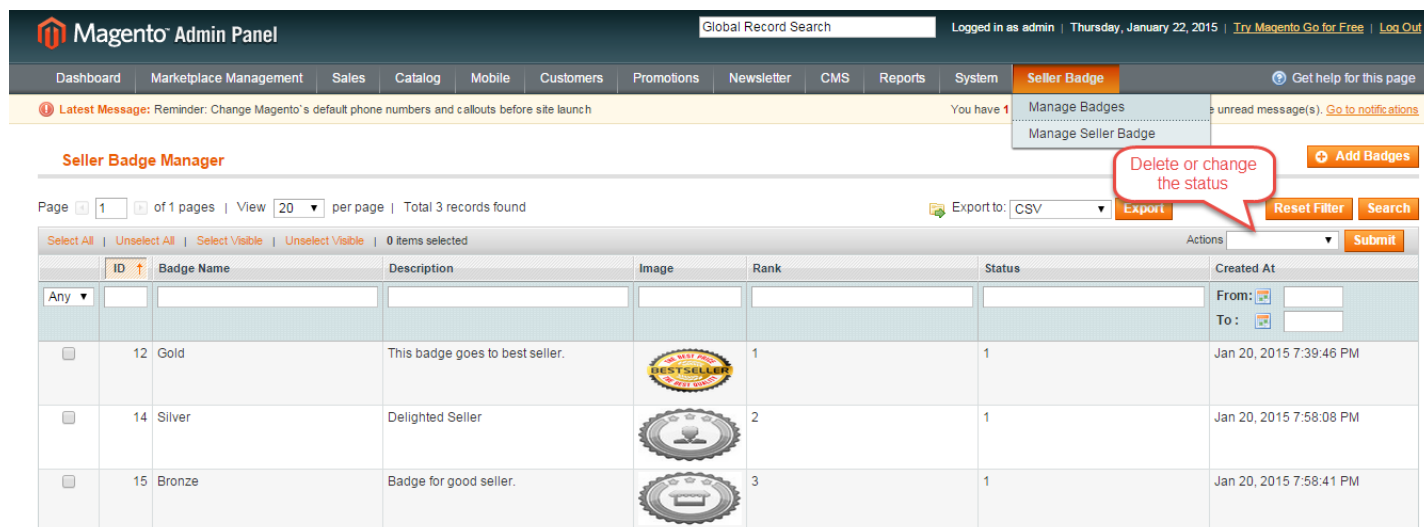 Magento Admin Panel
Global Record Search
Logged in as admin | Thursday, January 22, 2015 | Try Magento Go for Free | Log Out
Dashboard Marketplace Management Sales Catalog Mobile Customers Promotions Newsletter CMS Reports System Seller Badge Get help for this page
Latest Message: Reminder: Change Magento`s default phone numbers and callouts before site launch
You have 1 unread message(s). Go to notifications
Manage Badges
Manage Seller Badge
Seller Badge Manager
Add Badges
Delete or change
the status
Page 1 of 1 pages | View 20 per page | Total 3 records found
Export to: CSV Export Reset Filter Search
Select All | Unselect All | Select Visible | Unselect Visible | 0 items selected
Actions Submit
ID Badge Name Description Image Rank Status Created At
Any From:
To :
12 Gold This badge goes to best seller. THE BEST PRICE BESTSELLER THE BEST QUALITY 1 1 Jan 20, 2015 7:39:46 PM
14 Silver Delighted Seller 2 1 Jan 20, 2015 7:58:08 PM
15 Bronze Badge for good seller. 3 1 Jan 20, 2015 7:58:41 PM